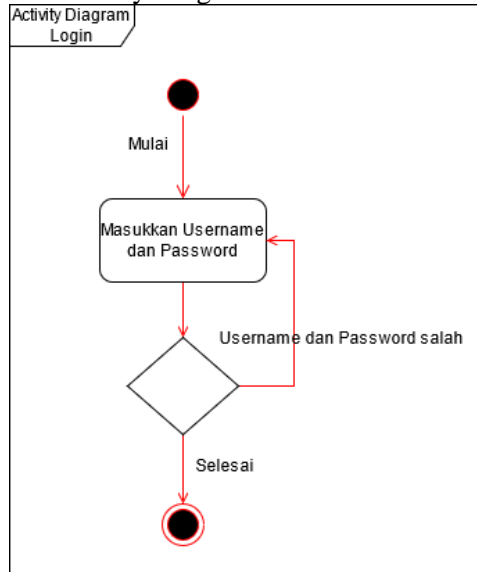 Activity Diagram
Login
Mulai
Masukkan Username
dan Password
Username dan Password salah
Selesai